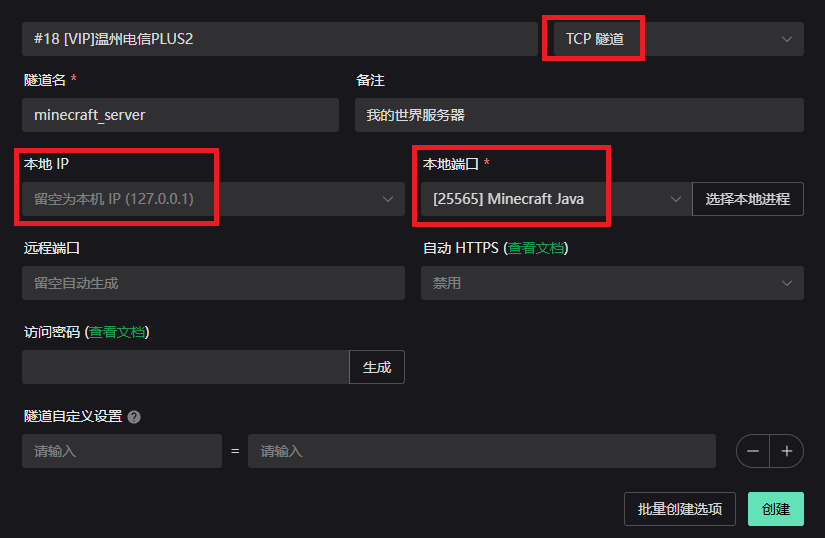 #18 [VIP]温州电信PLUS2 TCP 隧道
隧道名 * 备注
minecraft_server 我的世界服务器
本地 IP 本地端口 *
留空为本机 IP (127.0.0.1) [25565] Minecraft Java 选择本地进程
远程端口 自动 HTTPS (查看文档)
留空自动生成 禁用
访问密码 (查看文档)
生成
隧道自定义设置 ?
请输入 = 请输入 − +
批量创建选项 创建